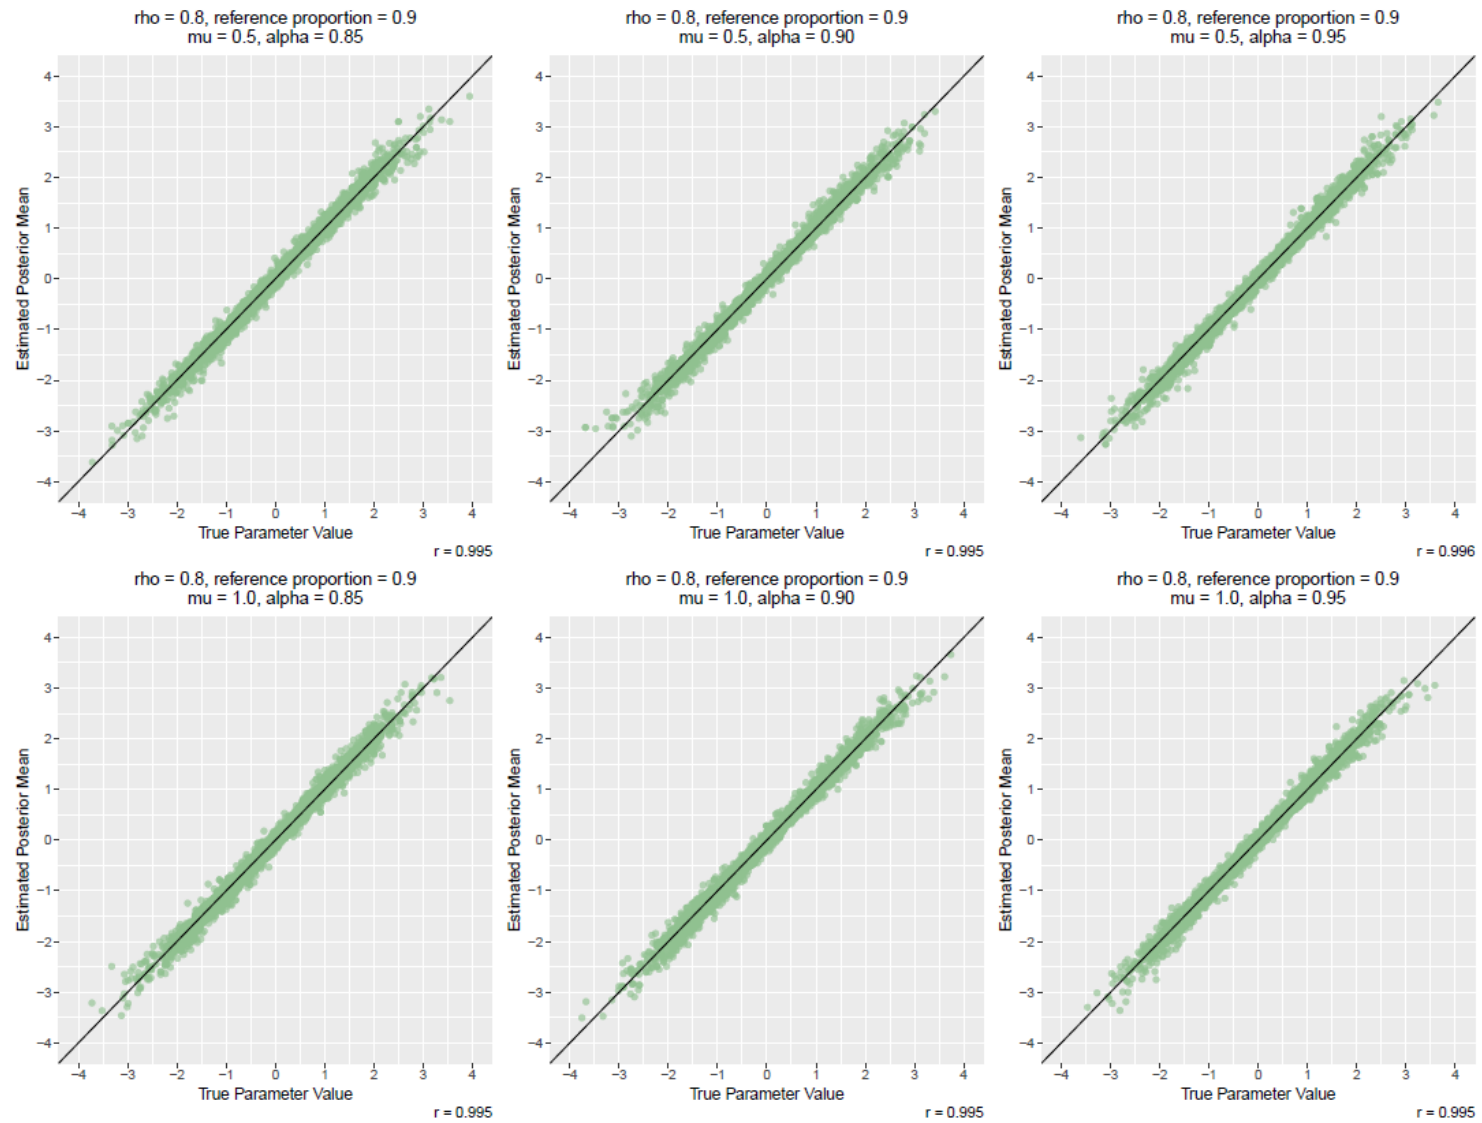 rho = 0.8, reference proportion = 0.9
mu = 0.5, alpha = 0.85
4
3
2
1
0
−1
−2
−3
−4
Estimated Posterior Mean
−4 −3 −2 −1 0 1 2 3 4
True Parameter Value
r = 0.995
rho = 0.8, reference proportion = 0.9
mu = 0.5, alpha = 0.90
4
3
2
1
0
−1
−2
−3
−4
Estimated Posterior Mean
−4 −3 −2 −1 0 1 2 3 4
True Parameter Value
r = 0.995
rho = 0.8, reference proportion = 0.9
mu = 0.5, alpha = 0.95
4
3
2
1
0
−1
−2
−3
−4
Estimated Posterior Mean
−4 −3 −2 −1 0 1 2 3 4
True Parameter Value
r = 0.996
rho = 0.8, reference proportion = 0.9
mu = 1.0, alpha = 0.85
4
3
2
1
0
−1
−2
−3
−4
Estimated Posterior Mean
−4 −3 −2 −1 0 1 2 3 4
True Parameter Value
r = 0.995
rho = 0.8, reference proportion = 0.9
mu = 1.0, alpha = 0.90
4
3
2
1
0
−1
−2
−3
−4
Estimated Posterior Mean
−4 −3 −2 −1 0 1 2 3 4
True Parameter Value
r = 0.995
rho = 0.8, reference proportion = 0.9
mu = 1.0, alpha = 0.95
4
3
2
1
0
−1
−2
−3
−4
Estimated Posterior Mean
−4 −3 −2 −1 0 1 2 3 4
True Parameter Value
r = 0.995